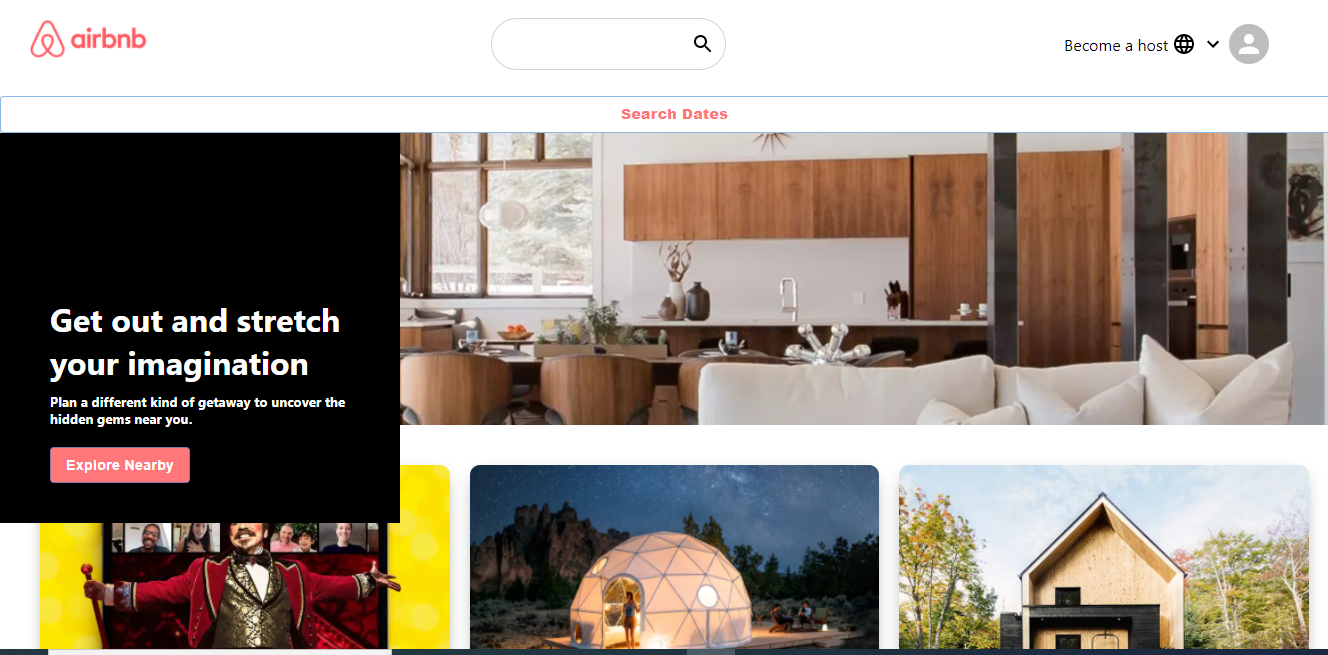 airbnb
Become a host
Search Dates
Get out and stretch
your imagination
Plan a different kind of getaway to uncover the
hidden gems near you.
Explore Nearby